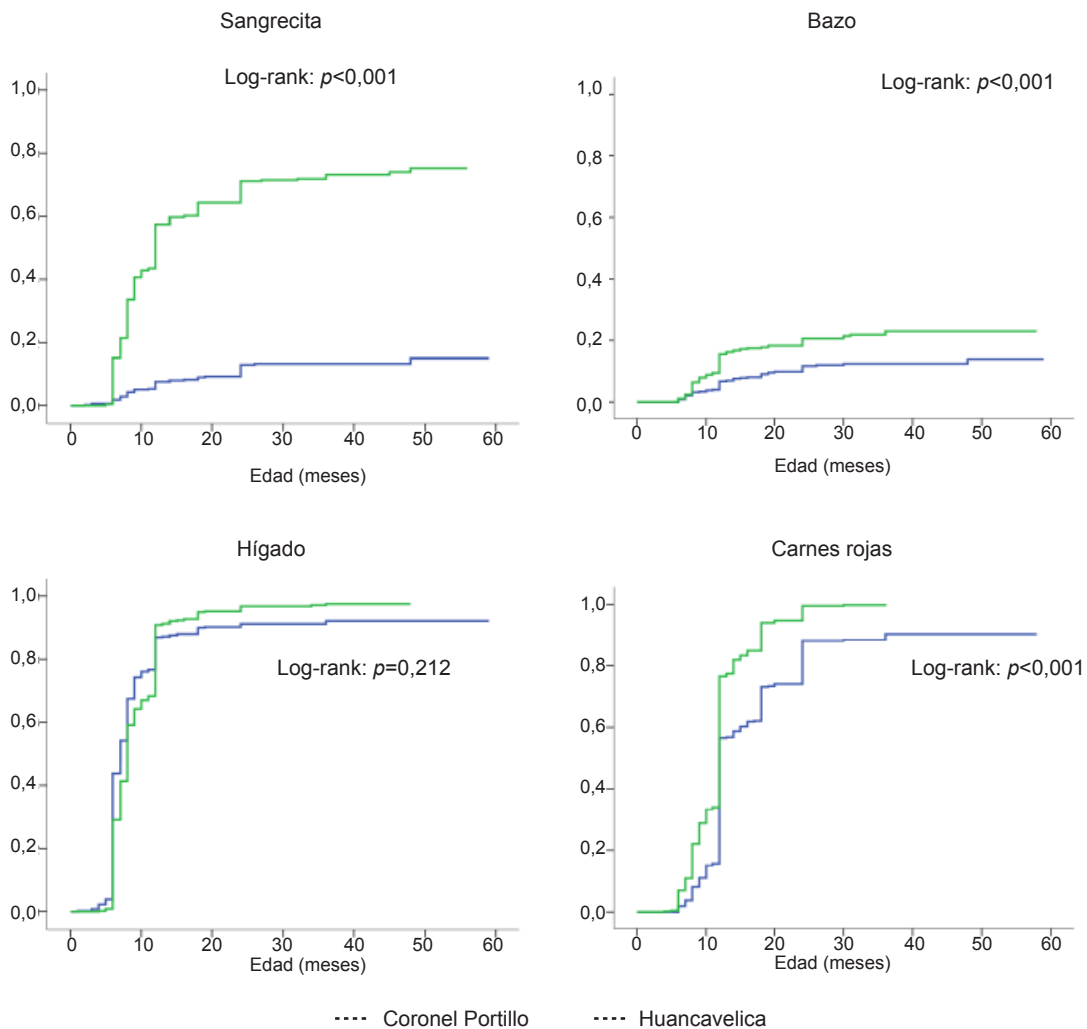 Sangrecita
Log-rank: p<0,001
1,0
0,8
0,6
0,4
0,2
0,0
0 10 20 30 40 50 60
Edad (meses)
Bazo
Log-rank: p<0,001
1,0
0,8
0,6
0,4
0,2
0,0
0 10 20 30 40 50 60
Edad (meses)
Hígado
1,0
0,8
Log-rank: p=0,212
0,6
0,4
0,2
0,0
0 10 20 30 40 50 60
Edad (meses)
Carnes rojas
1,0
0,8
Log-rank: p<0,001
0,6
0,4
0,2
0,0
0 10 20 30 40 50 60
Edad (meses)
Coronel Portillo Huancavelica